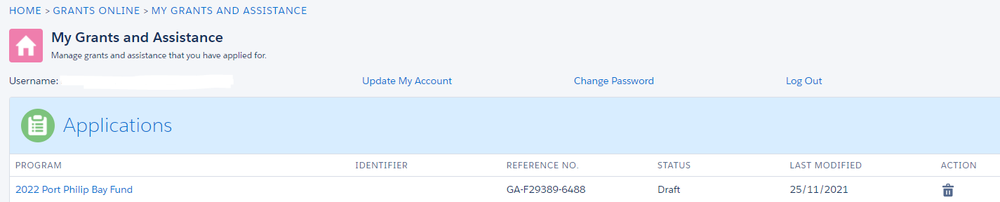 HOME > GRANTS ONLINE > MY GRANTS AND ASSISTANCE
My Grants and Assistance
Manage grants and assistance that you have applied for.
Username: Update My Account Change Password Log Out
Applications
PROGRAM IDENTIFIER REFERENCE NO. STATUS LAST MODIFIED ACTION
2022 Port Philip Bay Fund GA-F29389-6488 Draft 25/11/2021